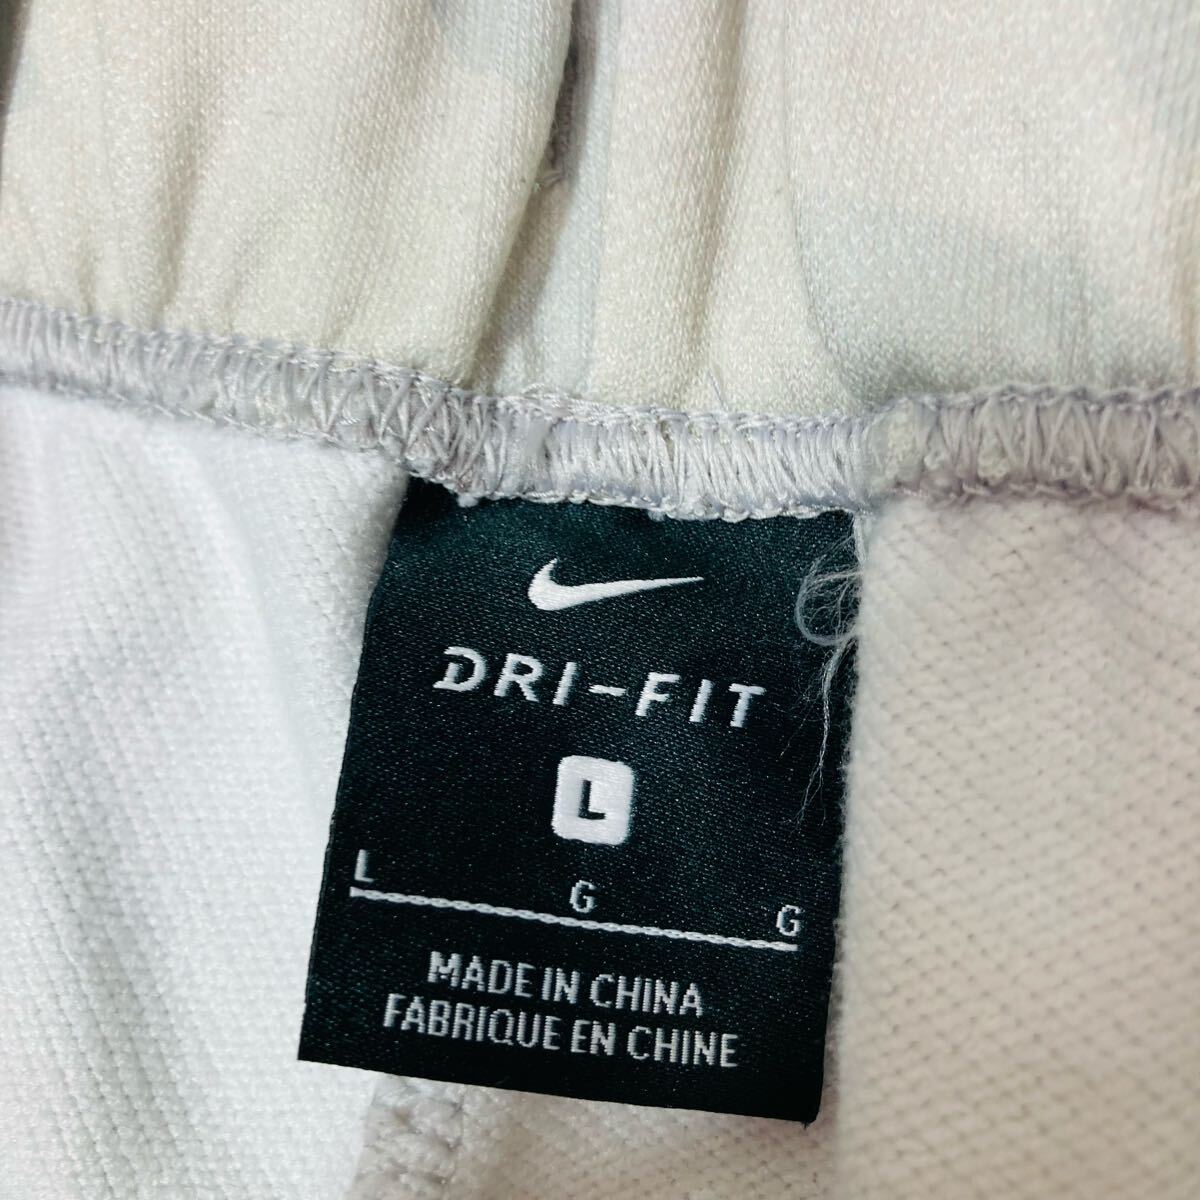 DRI-FIT
L
L G G
MADE IN CHINA
FABRIQUE EN CHINE